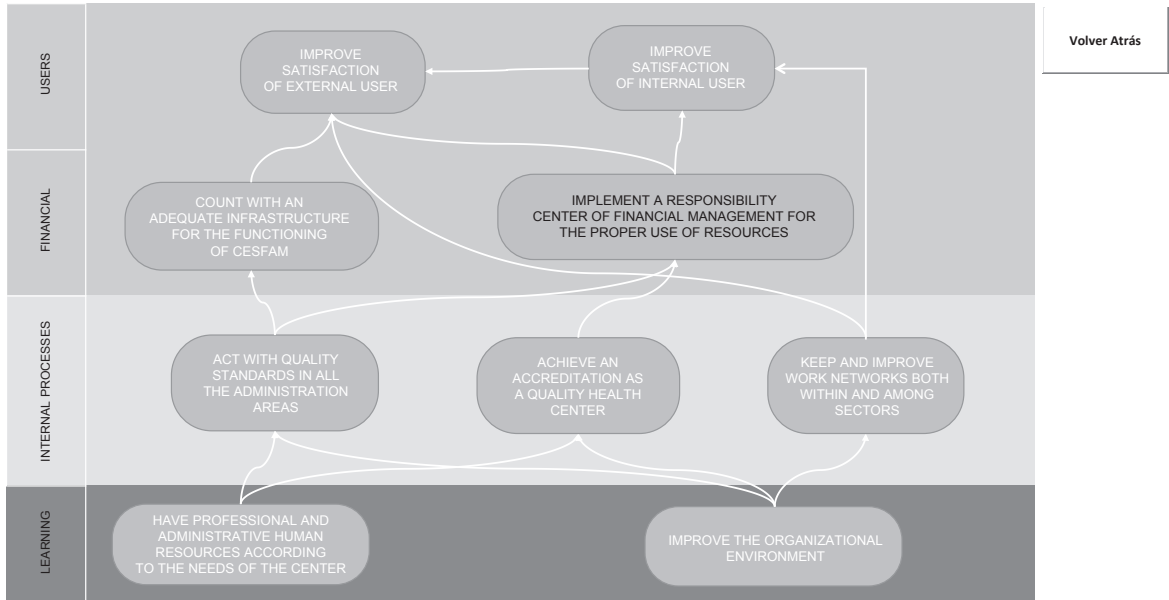 USERS
IMPROVE
SATISFACTION
OF EXTERNAL USER
IMPROVE
SATISFACTION
OF INTERNAL USER
Volver Atrás
FINANCIAL
COUNT WITH AN
ADEQUATE INFRASTRUCTURE
FOR THE FUNCTIONING
OF CESFAM
IMPLEMENT A RESPONSIBILITY
CENTER OF FINANCIAL MANAGEMENT FOR
THE PROPER USE OF RESOURCES
INTERNAL PROCESSES
ACT WITH QUALITY
STANDARDS IN ALL
THE ADMINISTRATION
AREAS
ACHIEVE AN
ACCREDITATION AS
A QUALITY HEALTH
CENTER
KEEP AND IMPROVE
WORK NETWORKS BOTH
WITHIN AND AMONG
SECTORS
LEARNING
HAVE PROFESSIONAL AND
ADMINISTRATIVE HUMAN
RESOURCES ACCORDING
TO THE NEEDS OF THE CENTER
IMPROVE THE ORGANIZATIONAL
ENVIRONMENT